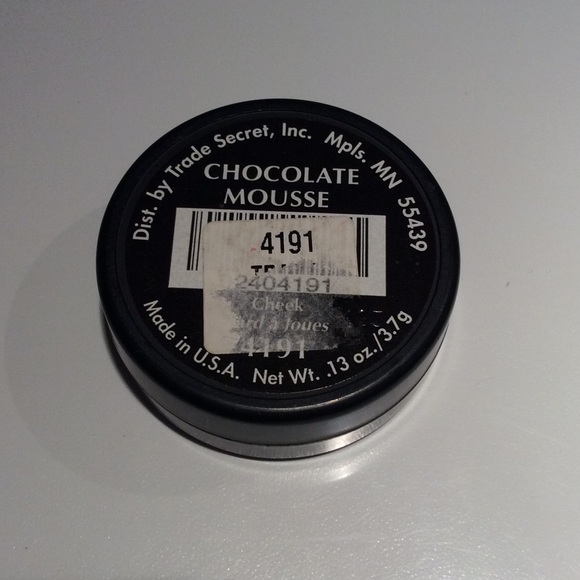 Dist. by Trade Secret, Inc. Mpls. MN 55439
CHOCOLATE
MOUSSE
4191
2404191
Cheek
à Joues
4191
Made in U.S.A. Net Wt. .13 oz./3.7g